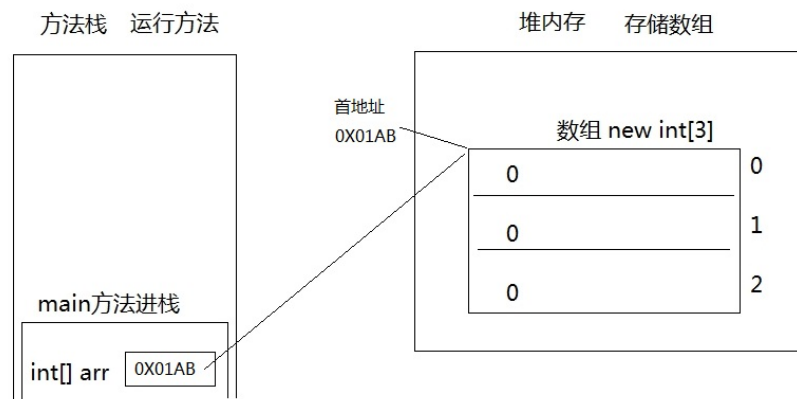 方法栈 运行方法
堆内存 存储数组
首地址
0X01AB
数组 new int[3]
0 0
0 1
0 2
main方法进栈
int[] arr 0X01AB